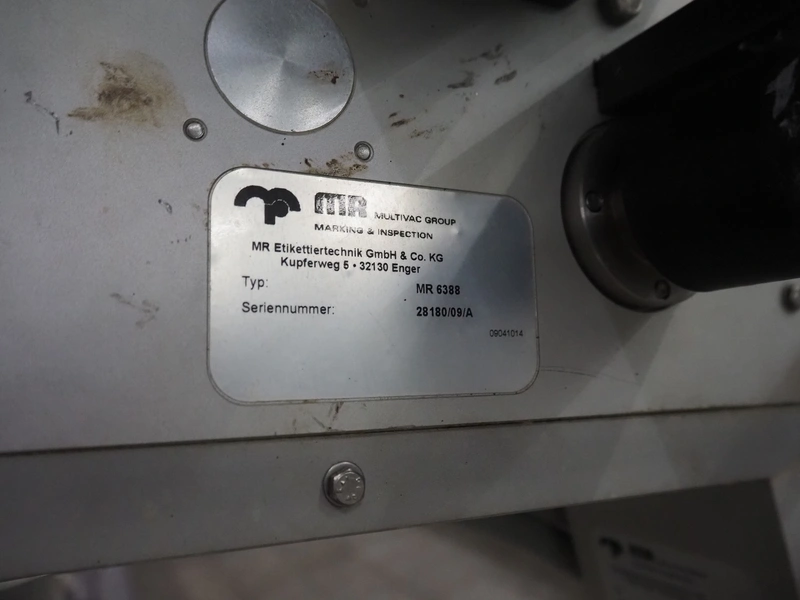 MR MULTIVAC GROUP
MARKING & INSPECTION
MR Etikettiertechnik GmbH & Co. KG
Kupferweg 5 • 32130 Enger
Typ: MR 6388
Seriennummer: 28180/09/A
09041014
MR